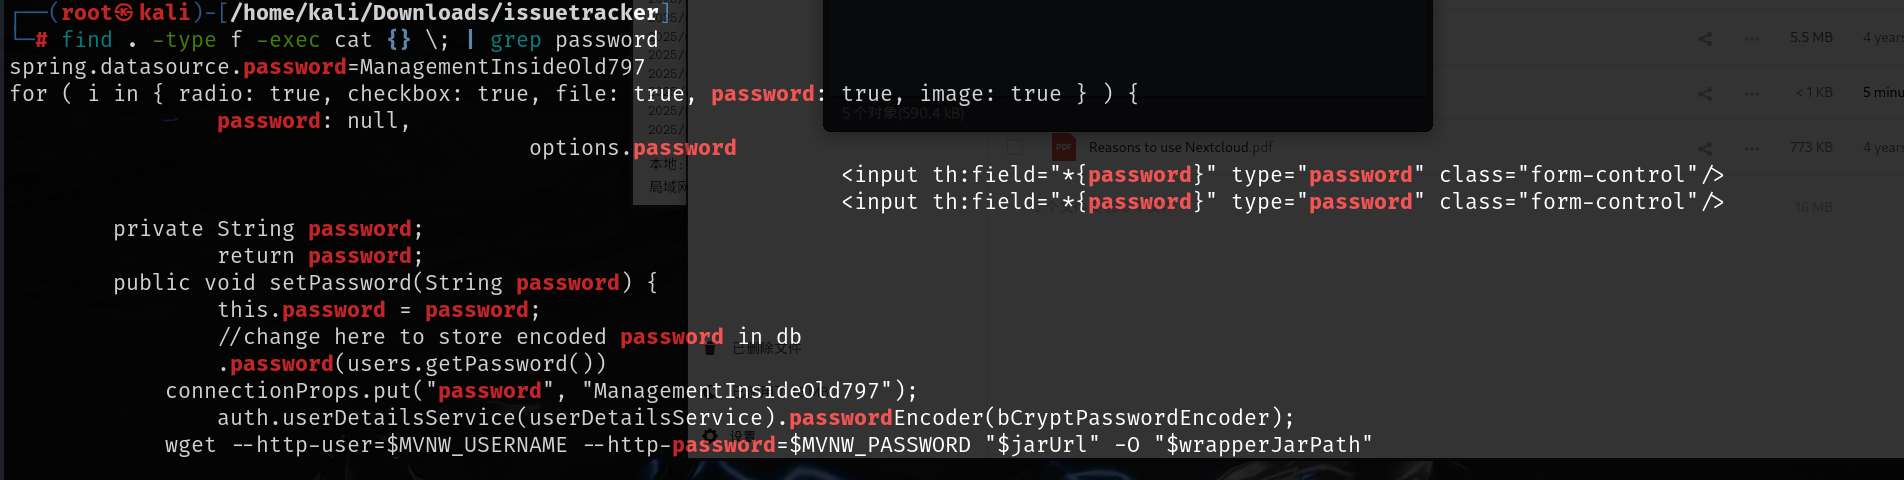 ┌──(root㉿kali)-[/home/kali/Downloads/issuetracker]
└─# find . -type f -exec cat {} \; | grep password
spring.datasource.password=ManagementInsideOld797
for ( i in { radio: true, checkbox: true, file: true, password: true, image: true } ) {
password: null,
options.password
<input th:field="*{password}" type="password" class="form-control"/>
<input th:field="*{password}" type="password" class="form-control"/>
private String password;
return password;
public void setPassword(String password) {
this.password = password;
//change here to store encoded password in db
.password(users.getPassword())
connectionProps.put("password", "ManagementInsideOld797");
auth.userDetailsService(userDetailsService).passwordEncoder(bCryptPasswordEncoder);
wget --http-user=$MVNW_USERNAME --http-password=$MVNW_PASSWORD "$jarUrl" -O "$wrapperJarPath"
5.5 MB 4 years
< 1 KB 5 minu
5 个对象(590.4 kB)
PDF Reasons to use Nextcloud.pdf 773 KB 4 years
16 MB
2025/
2025/
2025/
2025/
2025/
2025/
本地:
局域网
已删除文件
设置